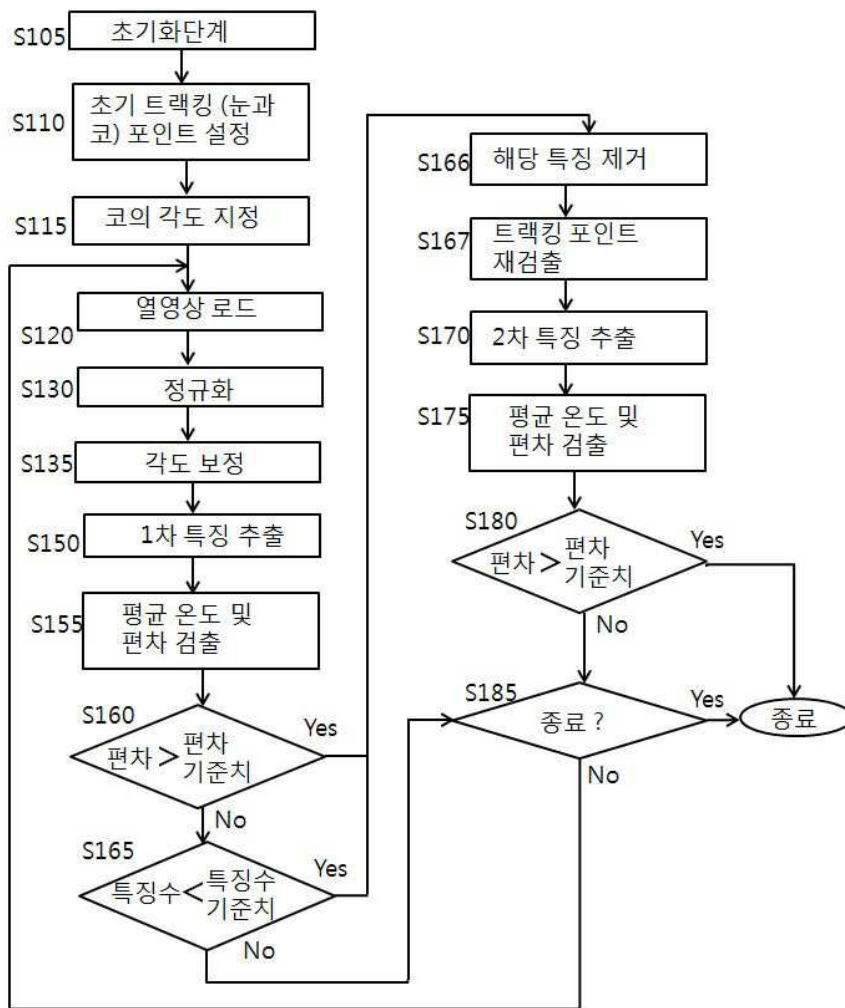 S105
초기화단계
S110
초기 트랙킹 (눈과
코) 포인트 설정
S115
코의 각도 지정
S120
열영상 로드
S130
정규화
S135
각도 보정
S150
1차 특징 추출
S155
평균 온도 및
편차 검출
S160
편차 > 편차
기준치
Yes
No
S165
특징수 < 특징수
기준치
Yes
No
S166
해당 특징 제거
S167
트랙킹 포인트
재검출
S170
2차 특징 추출
S175
평균 온도 및
편차 검출
S180
편차 > 편차
기준치
Yes
No
S185
종료 ?
Yes
No
종료